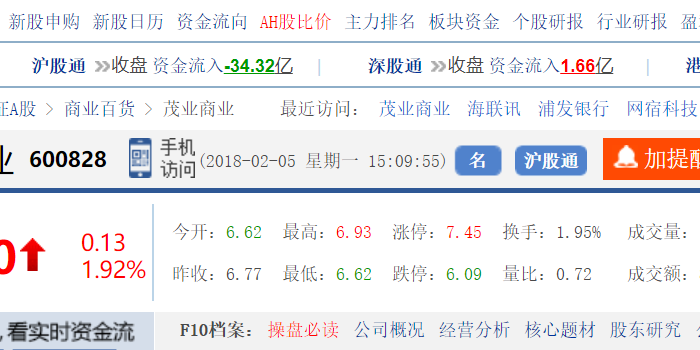 新股申购 新股日历 资金流向 AH股比价 主力排名 板块资金 个股研报 行业研报 盈
沪股通 收盘 资金流入-34.32亿 | 深股通 收盘 资金流入1.66亿 | 港
证A股 > 商业百货 > 茂业商业 最近访问： 茂业商业 海联讯 浦发银行 网宿科技
业 600828 手机访问 (2018-02-05 星期一 15:09:55) 名 沪股通 加提醒
0 0.13
1.92%
今开: 6.62 最高: 6.93 涨停: 7.45 换手: 1.95% 成交量:
昨收: 6.77 最低: 6.62 跌停: 6.09 量比: 0.72 成交额:
,看实时资金流 F10档案: 操盘必读 公司概况 经营分析 核心题材 股东研究